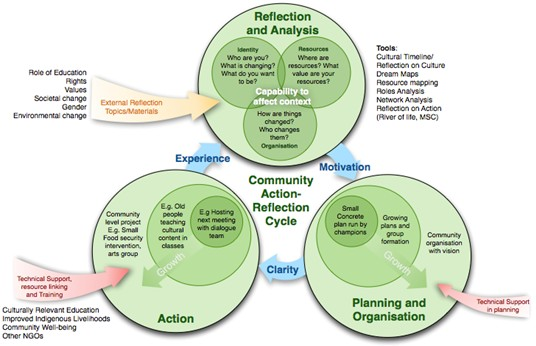 Reflection
and Analysis
Identity
Who are you?
What is changing?
What do you want
to be?
Resources
Where are
resources? What
value are your
resources?
Capability to
affect context
How are things
changed?
Who changes
them?
Organisation
Tools:
Cultural Timeline/
Reflection on Culture
Dream Maps
Resource mapping
Roles Analysis
Network Analysis
Reflection on Action
(River of life, MSC)
Role of Education
Rights
Values
Societal change
Gender
Environmental change
External Reflection
Topics/Materials
Experience
Motivation
Community
Action-
Reflection
Cycle
Clarity
Community
level project
E.g. Small
Food security
intervention,
arts group
E.g. Old
people
teaching
cultural
content in
classes
E.g Hosting
next meeting
with dialogue
team
Growth
Action
Technical Support,
resource linking
and Training
Culturally Relevant Education
Improved Indigenous Livelihoods
Community Well-being
Other NGOs
Small
Concrete
plan run by
champions
Growing
plans and
group
formation
Community
organisation
with vision
Growth
Planning and
Organisation
Technical Support
in planning